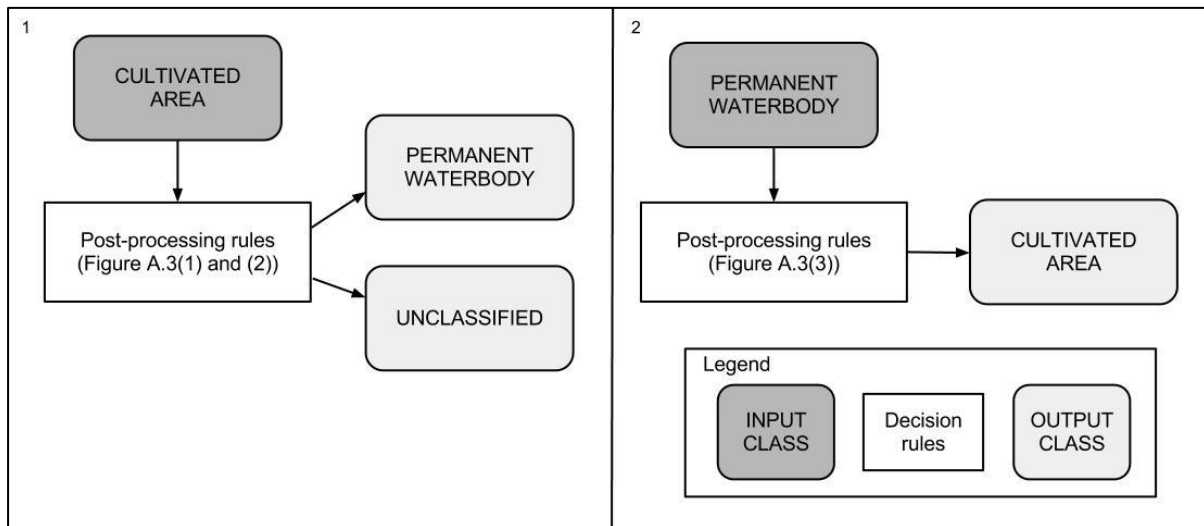 1
CULTIVATED
AREA
Post-processing rules
(Figure A.3(1) and (2))
PERMANENT
WATERBODY
UNCLASSIFIED
2
PERMANENT
WATERBODY
Post-processing rules
(Figure A.3(3))
CULTIVATED
AREA
Legend
INPUT
CLASS
Decision
rules
OUTPUT
CLASS